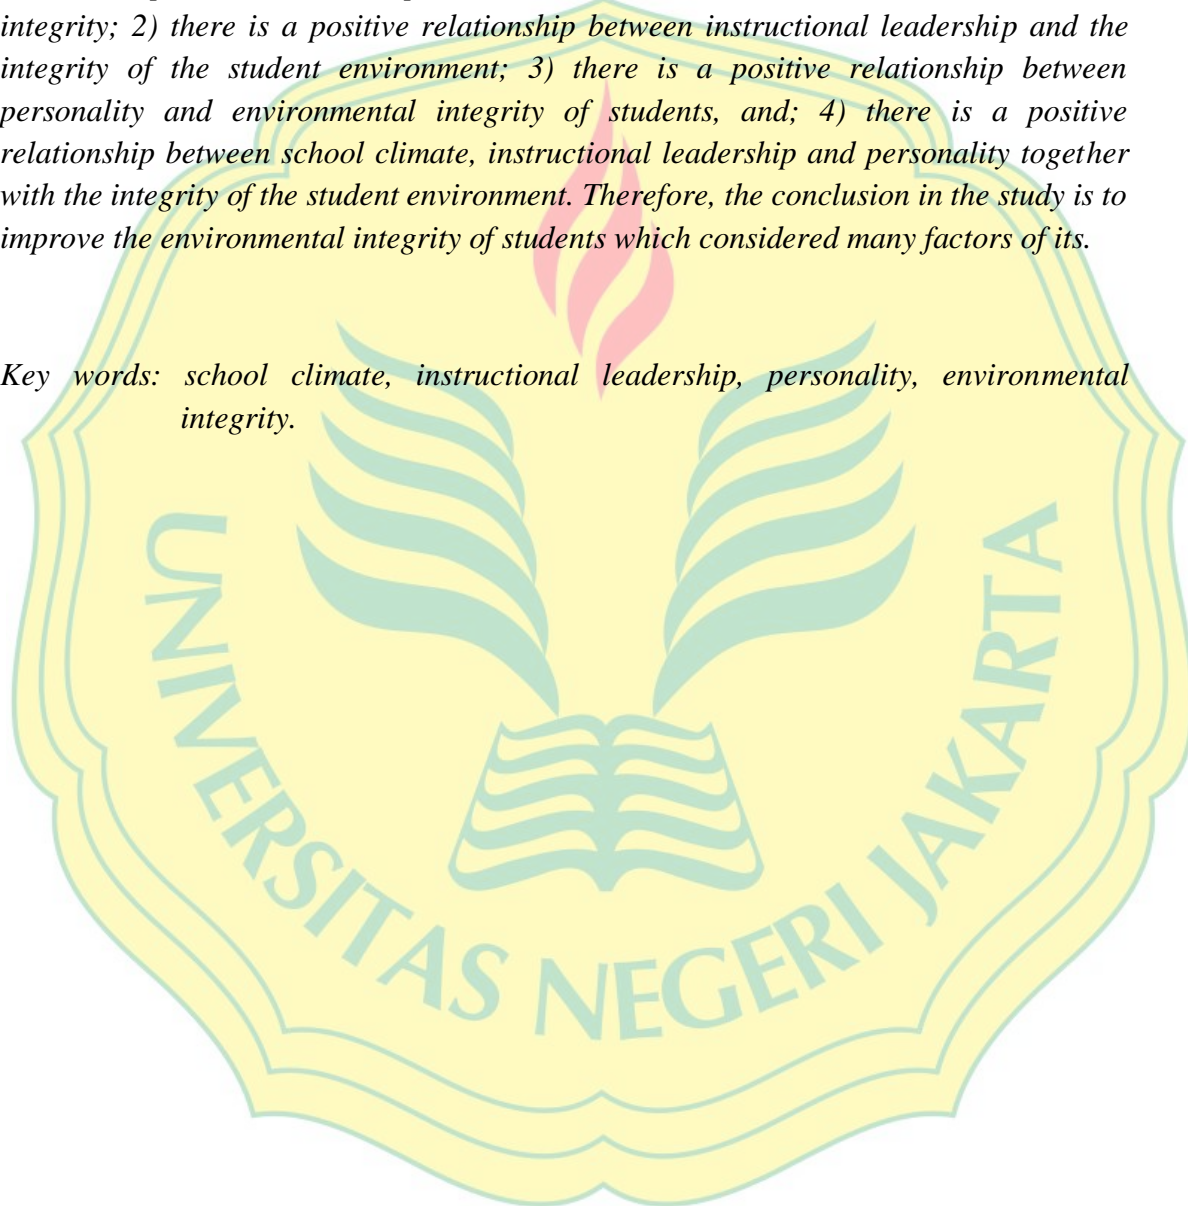 integrity; 2) there is a positive relationship between instructional leadership and the
integrity of the student environment; 3) there is a positive relationship between
personality and environmental integrity of students, and; 4) there is a positive
relationship between school climate, instructional leadership and personality together
with the integrity of the student environment. Therefore, the conclusion in the study is to
improve the environmental integrity of students which considered many factors of its.
Key words: school climate, instructional leadership, personality, environmental
integrity.
UNIVERSITAS NEGERI JAKARTA